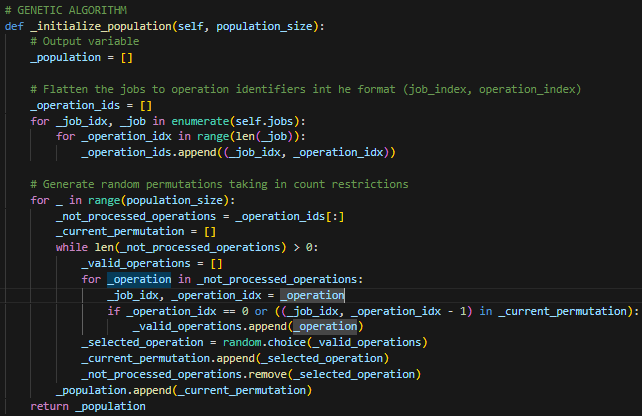 # GENETIC ALGORITHM
def _initialize_population(self, population_size):
    # Output variable
    _population = []

    # Flatten the jobs to operation identifiers int he format (job_index, operation_index)
    _operation_ids = []
    for _job_idx, _job in enumerate(self.jobs):
        for _operation_idx in range(len(_job)):
            _operation_ids.append((_job_idx, _operation_idx))

    # Generate random permutations taking in count restrictions
    for _ in range(population_size):
        _not_processed_operations = _operation_ids[:]
        _current_permutation = []
        while len(_not_processed_operations) > 0:
            _valid_operations = []
            for _operation in _not_processed_operations:
                _job_idx, _operation_idx = _operation
                if _operation_idx == 0 or ((_job_idx, _operation_idx - 1) in _current_permutation):
                    _valid_operations.append(_operation)
            _selected_operation = random.choice(_valid_operations)
            _current_permutation.append(_selected_operation)
            _not_processed_operations.remove(_selected_operation)
        _population.append(_current_permutation)
    return _population